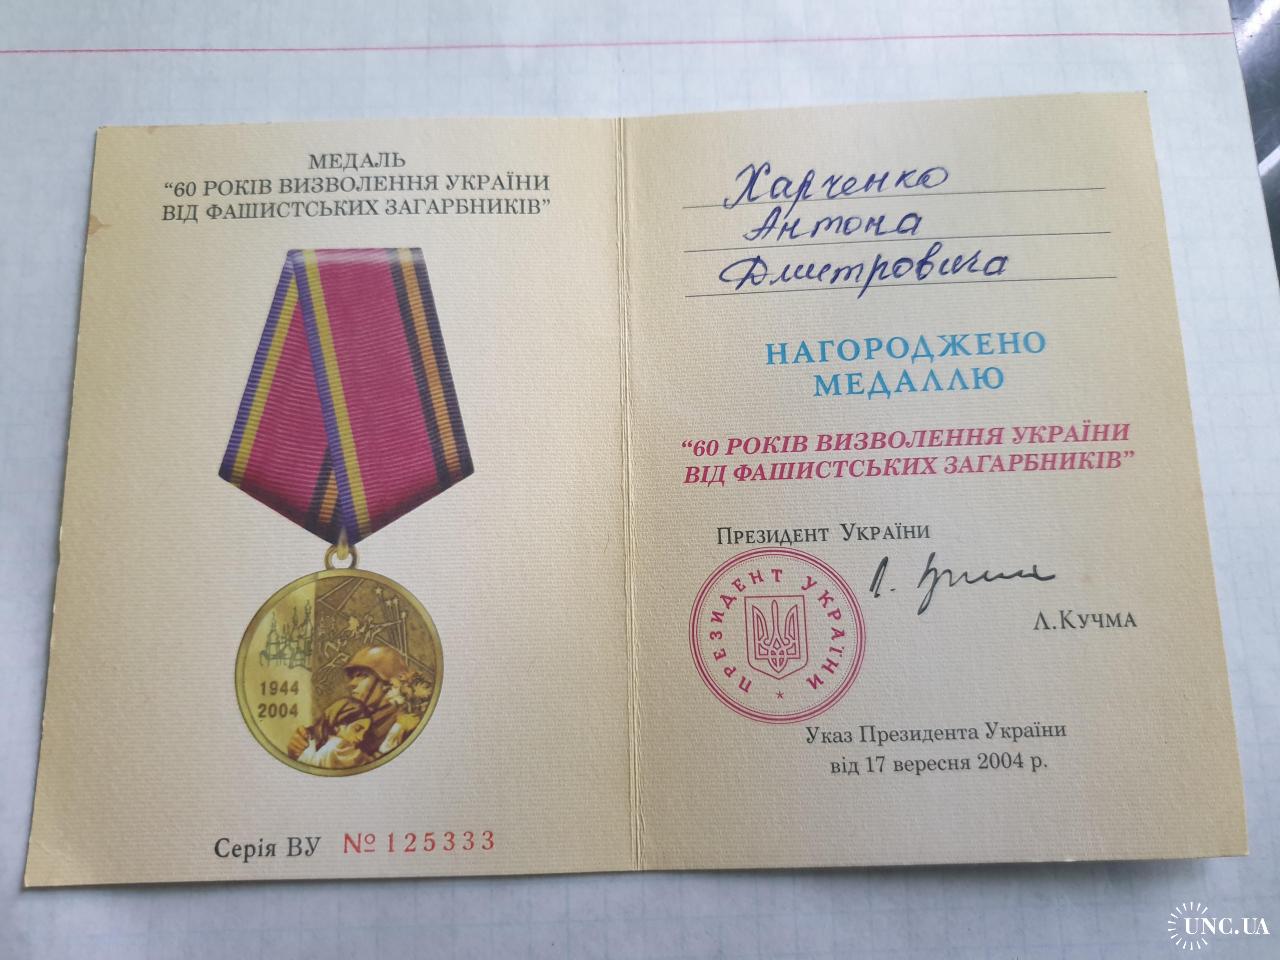 МЕДАЛЬ
“60 РОКІВ ВИЗВОЛЕННЯ УКРАЇНИ
ВІД ФАШИСТСЬКИХ ЗАГАРБНИКІВ”
1944
2004
Серія ВУ № 125333
Харченко
Антона
Дмитровича
НАГОРОДЖЕНО
МЕДАЛЛЮ
“60 РОКІВ ВИЗВОЛЕННЯ УКРАЇНИ
ВІД ФАШИСТСЬКИХ ЗАГАРБНИКІВ”
ПРЕЗИДЕНТ УКРАЇНИ
ПРЕЗИДЕНТ УКРАЇНИ
Л.КУЧМА
Указ Президента України
від 17 вересня 2004 р.
UNC.UA